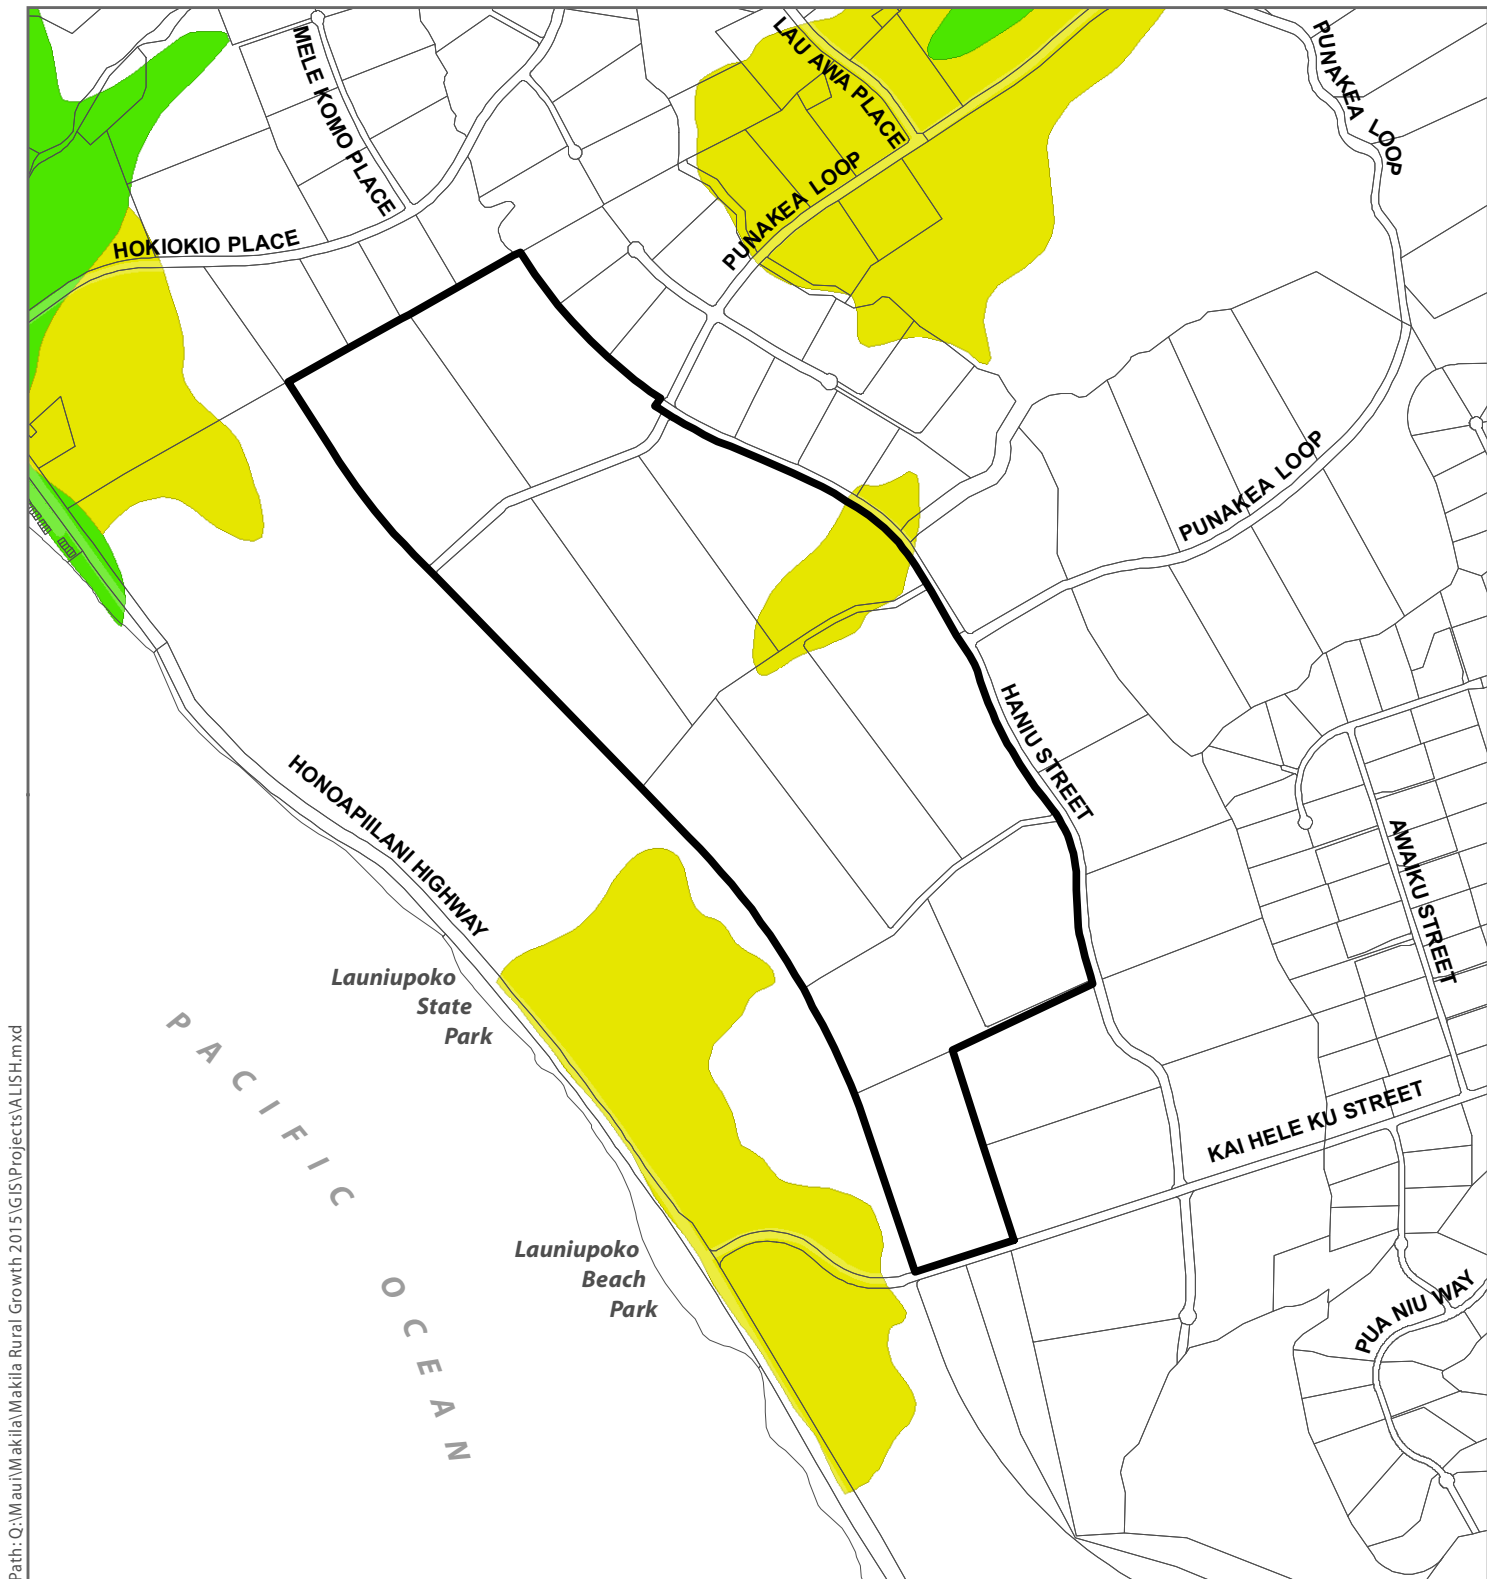 MELE KOMO PLACE
LAU AWA PLACE
PUNAKEA LOOP
PUNAKEA LOOP
HOKIOKIO PLACE
PUNAKEA LOOP
HANIU STREET
HONOAPIILANI HIGHWAY
AWAIKU STREET
Launiupoko
State
Park
PACIFIC OCEAN
KAI HELE KU STREET
Launiupoko
Beach
Park
PUA NIU WAY
Path: Q:\Maui\Makila\Makila Rural Growth 2015\GIS\Projects\ALISH.mxd